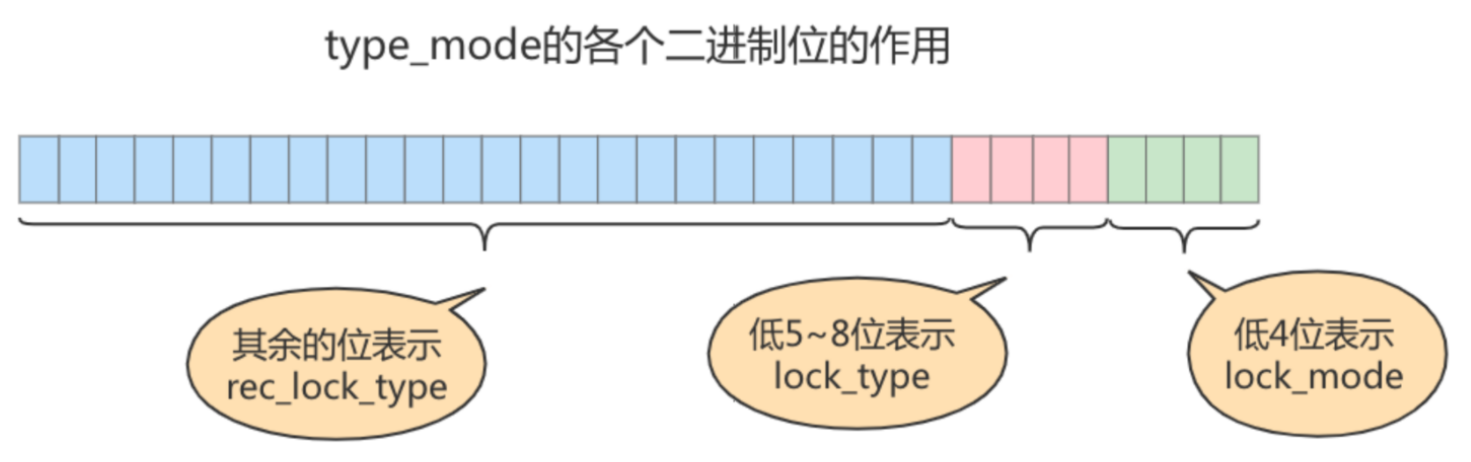 type_mode的各个二进制位的作用
其余的位表示
rec_lock_type
低5~8位表示
lock_type
低4位表示
lock_mode